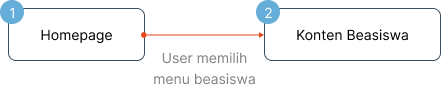 1
Homepage
User memilih
menu beasiswa
2
Konten Beasiswa